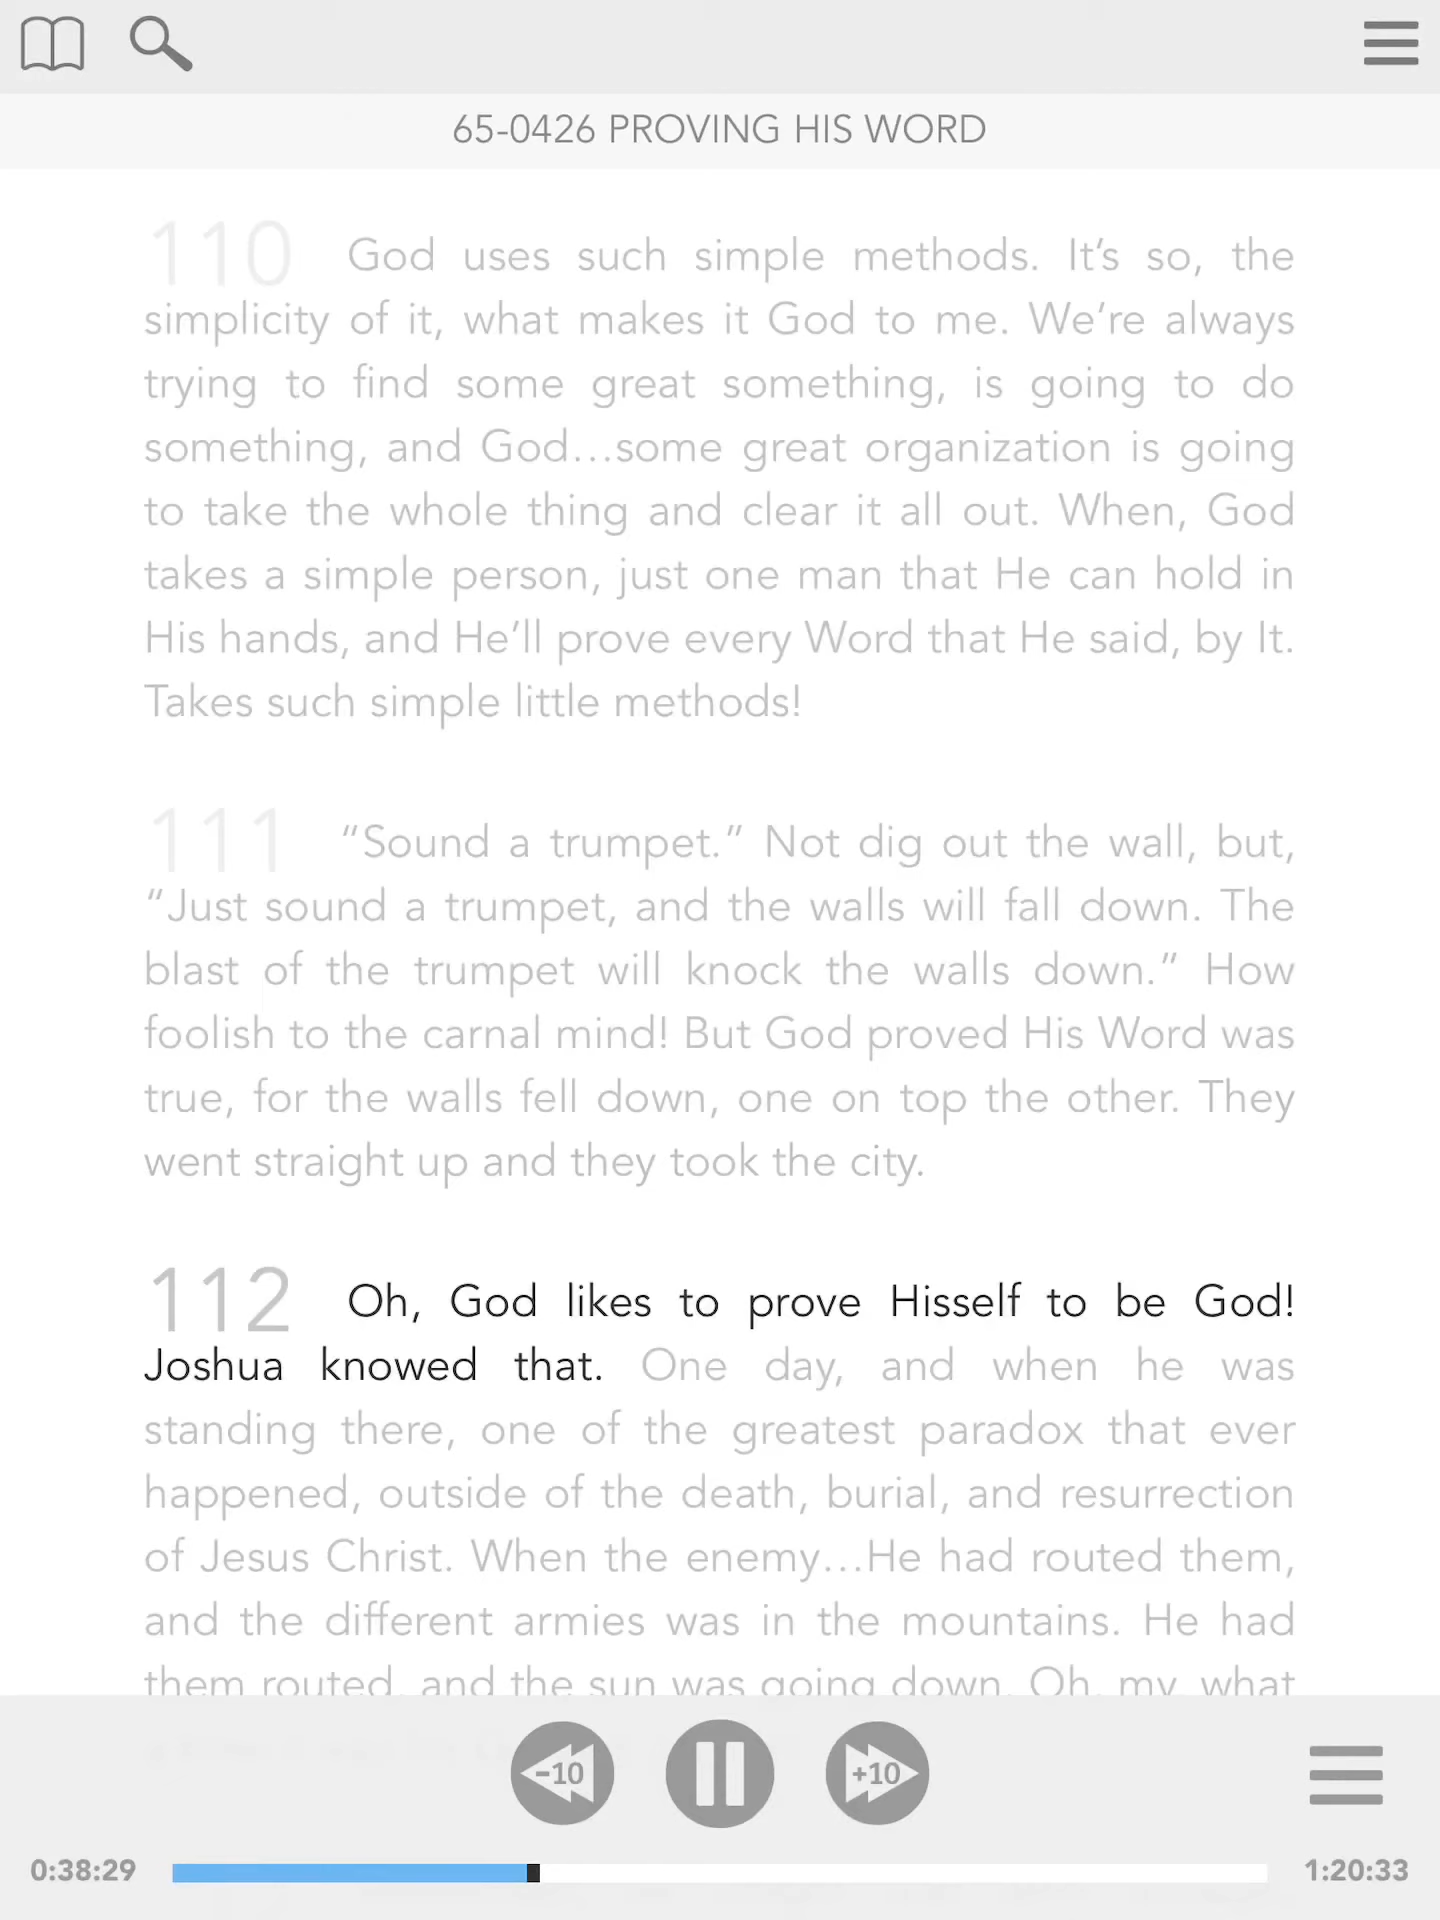 65-0426 PROVING HIS WORD
110 God uses such simple methods. It’s so, the
simplicity of it, what makes it God to me. We’re always
trying to find some great something, is going to do
something, and God…some great organization is going
to take the whole thing and clear it all out. When, God
takes a simple person, just one man that He can hold in
His hands, and He’ll prove every Word that He said, by It.
Takes such simple little methods!
111 “Sound a trumpet.” Not dig out the wall, but,
“Just sound a trumpet, and the walls will fall down. The
blast of the trumpet will knock the walls down.” How
foolish to the carnal mind! But God proved His Word was
true, for the walls fell down, one on top the other. They
went straight up and they took the city.
112 Oh, God likes to prove Hisself to be God!
Joshua knowed that. One day, and when he was
standing there, one of the greatest paradox that ever
happened, outside of the death, burial, and resurrection
of Jesus Christ. When the enemy…He had routed them,
and the different armies was in the mountains. He had
them routed, and the sun was going down. Oh, my, what
-10 +10
0:38:29 1:20:33